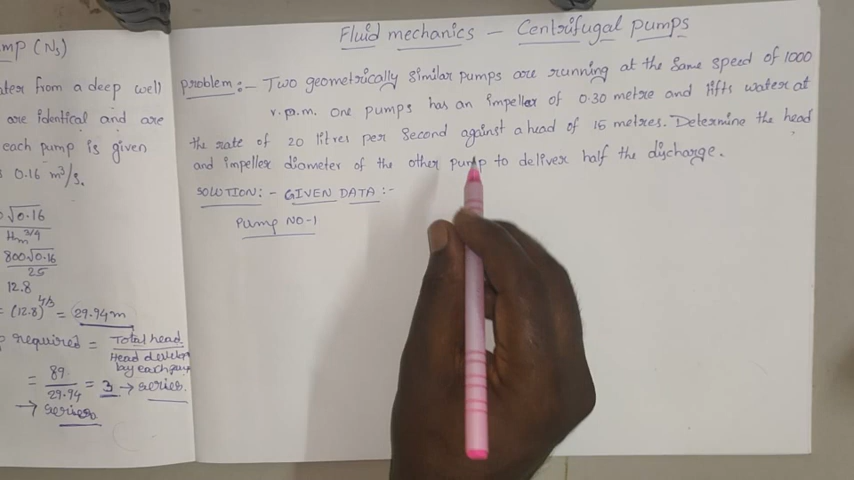 mp (Ns)
ater from a deep well
are identical and are
each pump is given
0.16 m³/s.
√0.16
Hm^3/4
800√0.16
25
12.8
= (12.8)^4/3 = 29.94m
required = Total head
Head develop
by each pu
= 89 = 3 → series.
29.94
→ series
Fluid mechanics - Centrifugal pumps
problem:- Two geometrically similar pumps are running at the same speed of 1000
r.p.m. One pumps has an impeller of 0.30 metre and lifts water at
the rate of 20 litres per second against a head of 15 metres. Determine the head
and impeller diameter of the other pump to deliver half the discharge.
SOLUTION:- GIVEN DATA:-
Pump NO-1